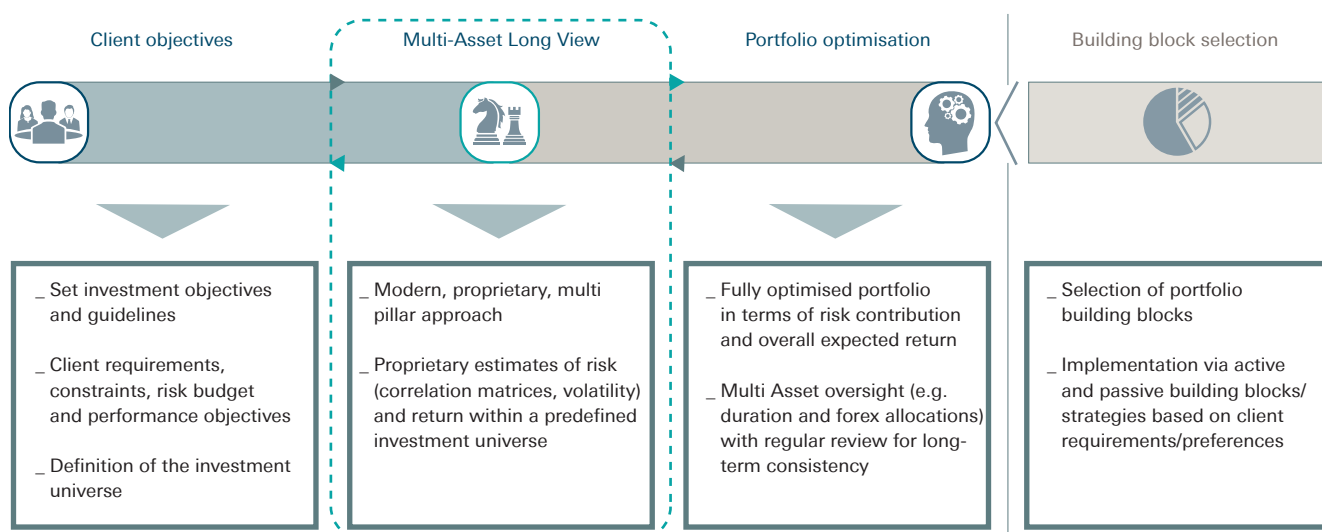 Client objectives
Multi-Asset Long View
Portfolio optimisation
Building block selection
_ Set investment objectives
and guidelines
_ Client requirements,
constraints, risk budget
and performance objectives
_ Definition of the investment
universe
_ Modern, proprietary, multi
pillar approach
_ Proprietary estimates of risk
(correlation matrices, volatility)
and return within a predefined
investment universe
_ Fully optimised portfolio
in terms of risk contribution
and overall expected return
_ Multi Asset oversight (e.g.
duration and forex allocations)
with regular review for long-
term consistency
_ Selection of portfolio
building blocks
_ Implementation via active
and passive building blocks/
strategies based on client
requirements/preferences